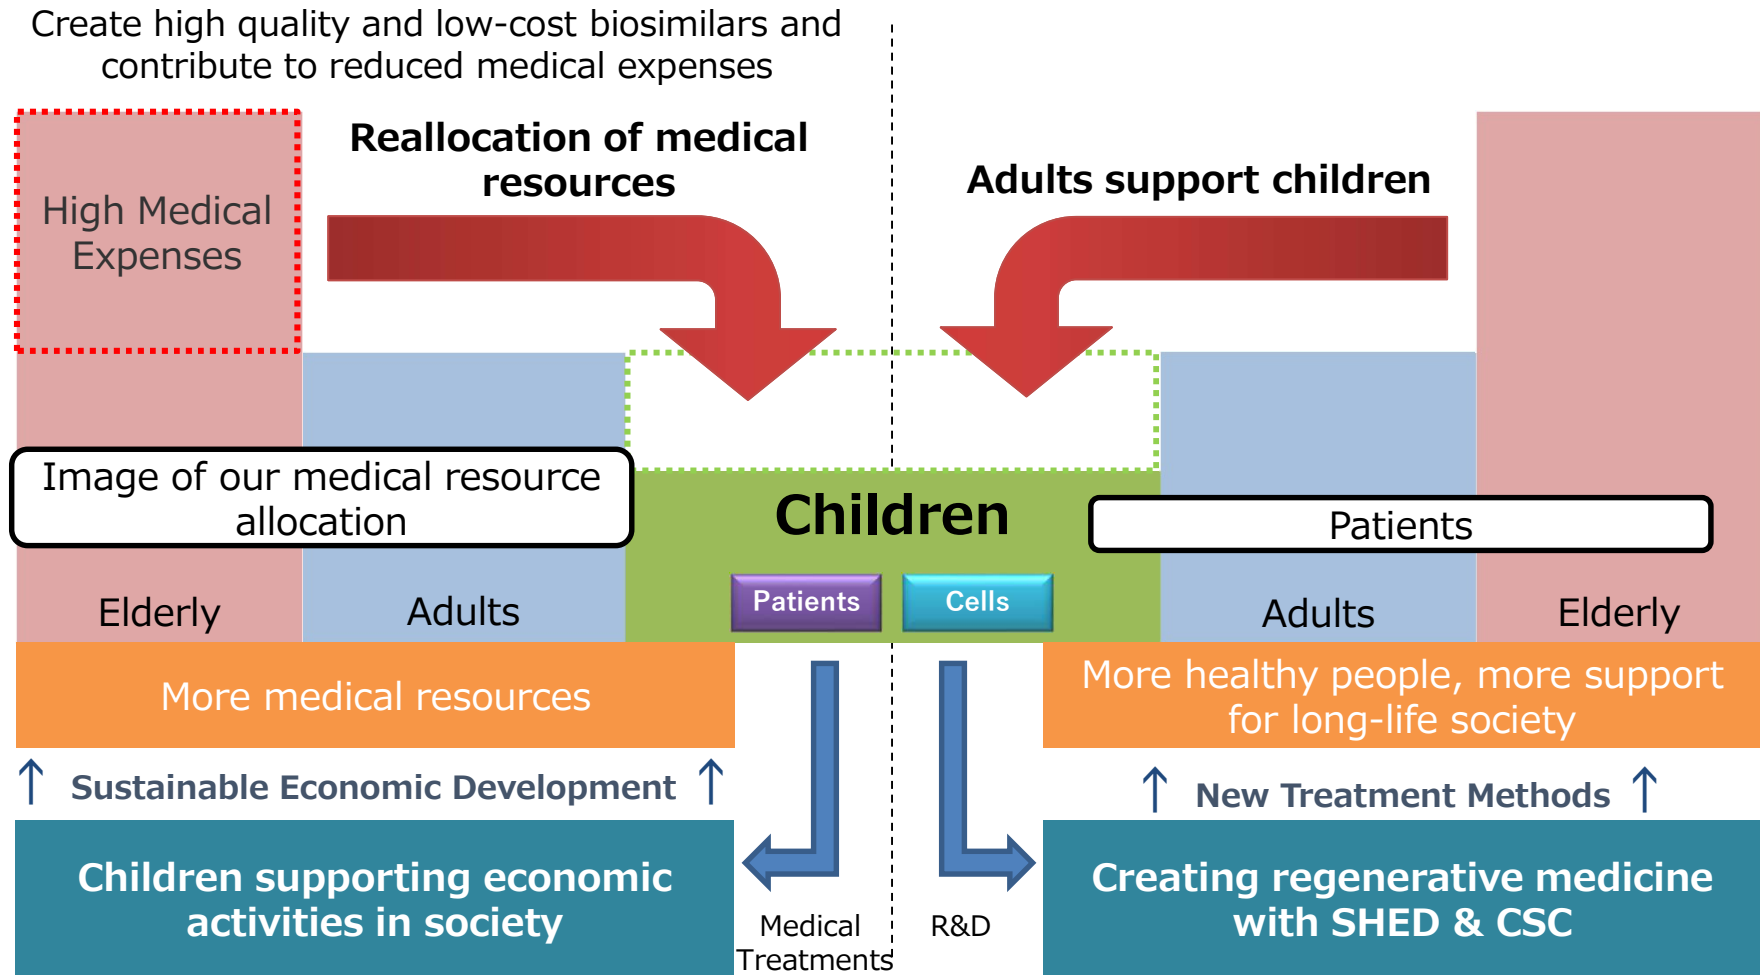 Create high quality and low-cost biosimilars and
contribute to reduced medical expenses
Reallocation of medical
resources
Adults support children
High Medical
Expenses
Image of our medical resource
allocation
Children
Patients
Elderly
Adults
Patients
Cells
Adults
Elderly
More medical resources
More healthy people, more support
for long-life society
↑ Sustainable Economic Development ↑
↑ New Treatment Methods ↑
Children supporting economic
activities in society
Medical
Treatments
R&D
Creating regenerative medicine
with SHED & CSC